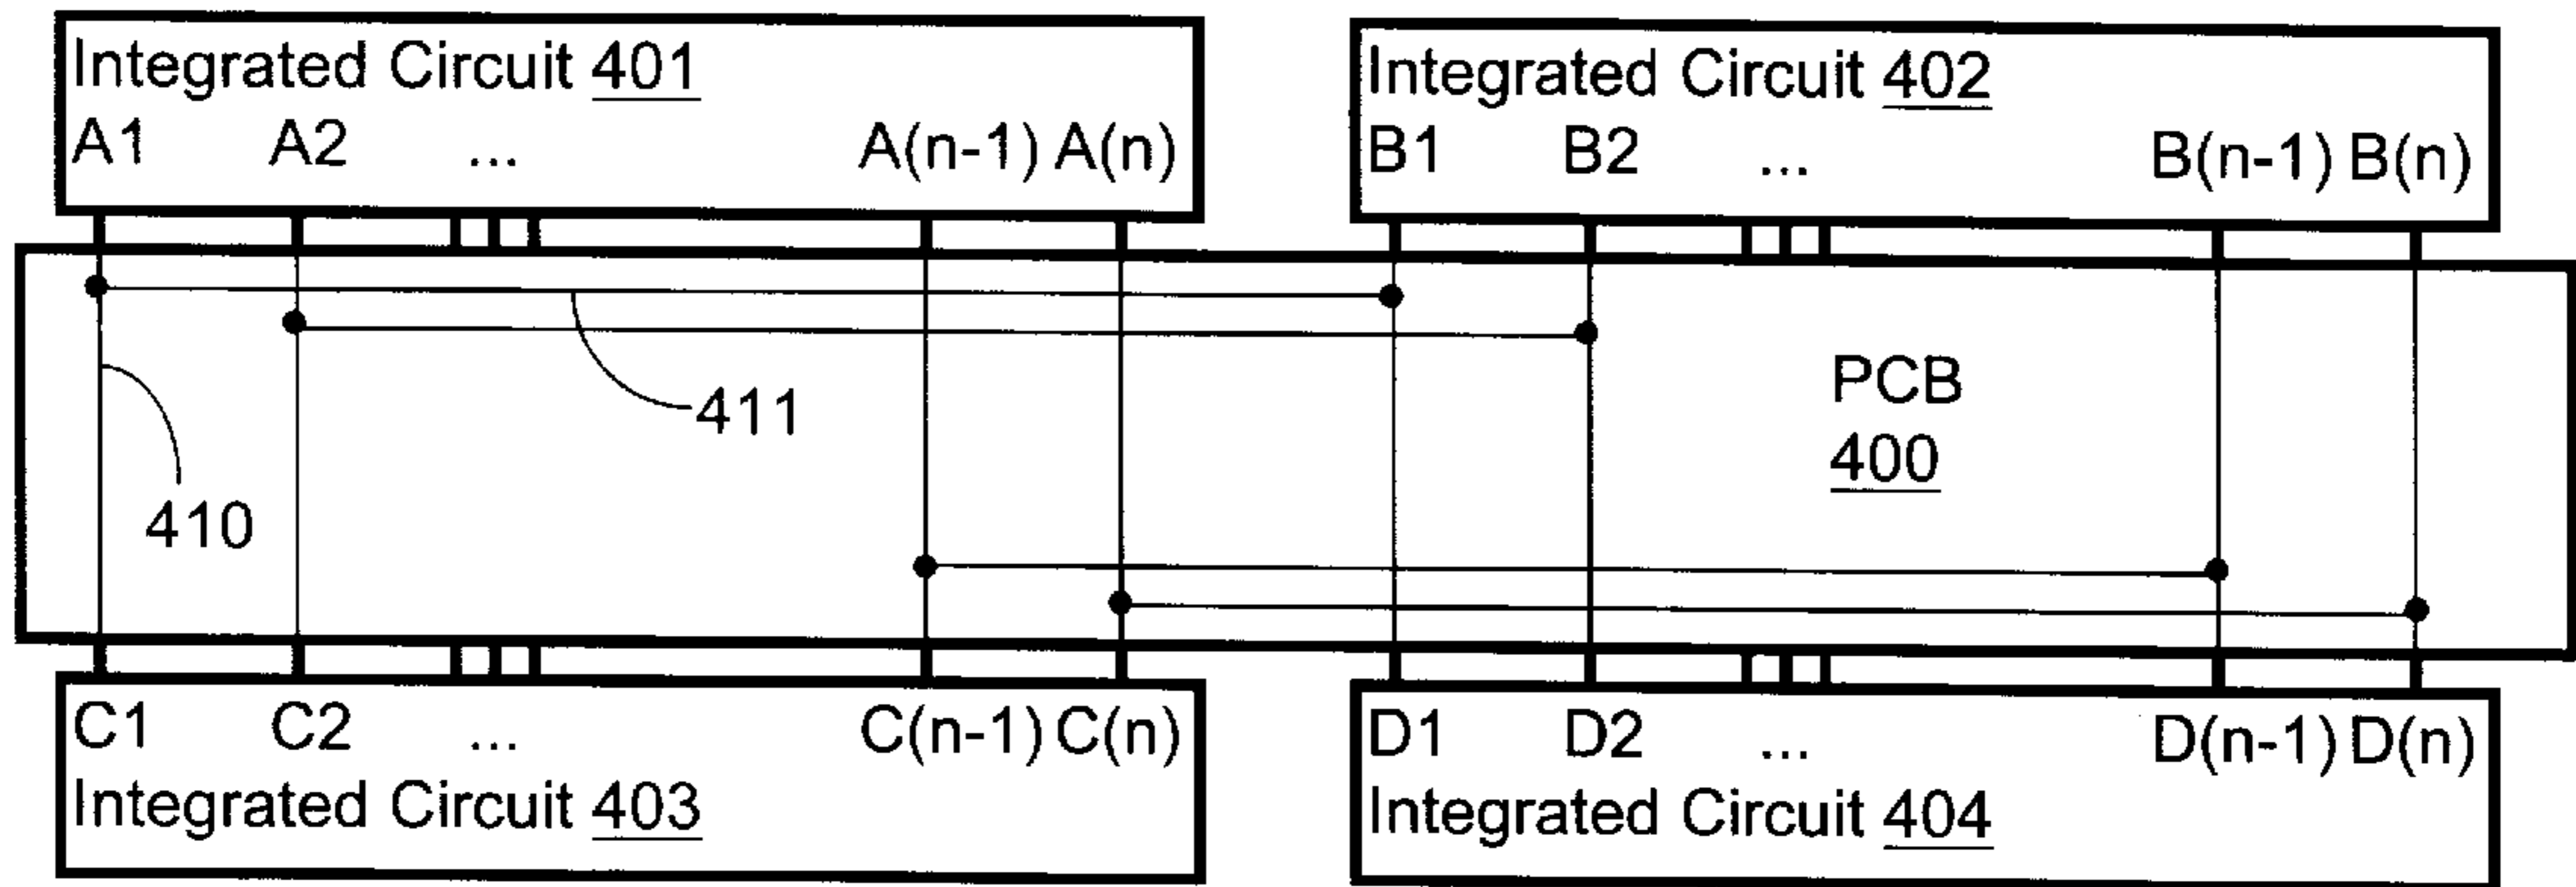 Integrated Circuit 401
A1 A2 ... A(n-1) A(n)
Integrated Circuit 402
B1 B2 ... B(n-1) B(n)
411
410
PCB
400
C1 C2 ... C(n-1) C(n)
Integrated Circuit 403
D1 D2 ... D(n-1) D(n)
Integrated Circuit 404